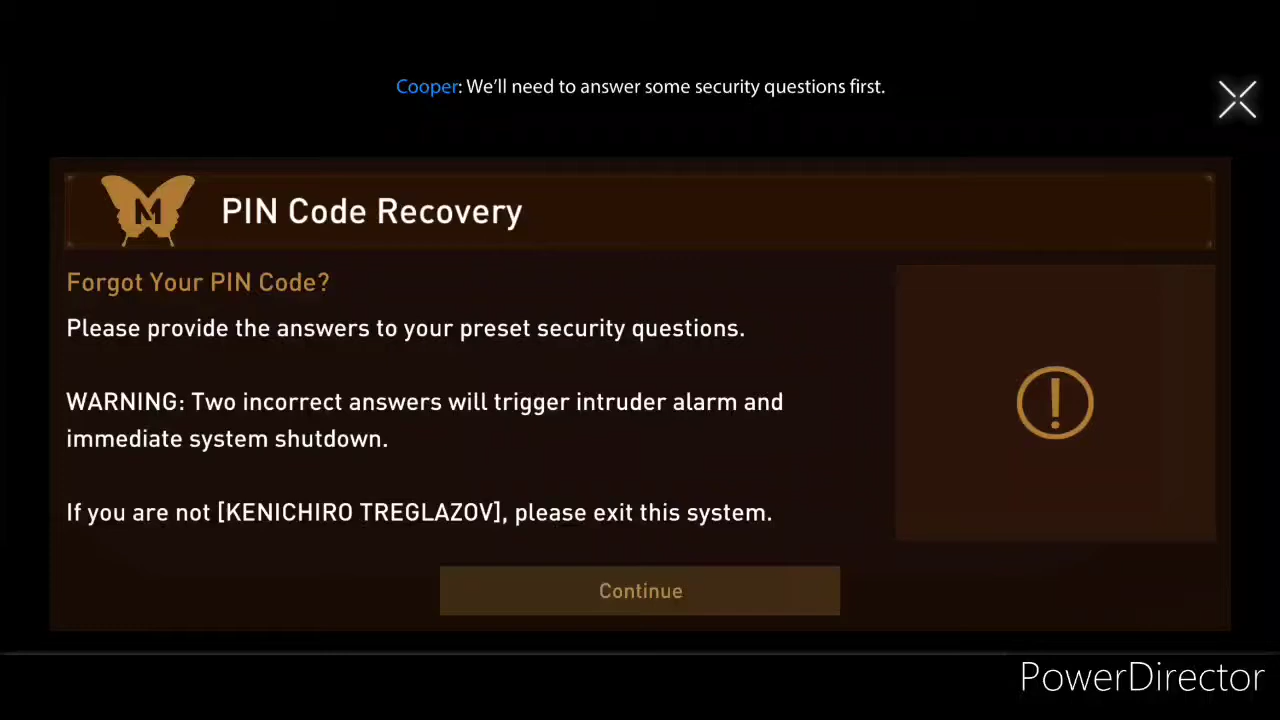 Cooper: We'll need to answer some security questions first.
M
PIN Code Recovery
Forgot Your PIN Code?
Please provide the answers to your preset security questions.
WARNING: Two incorrect answers will trigger intruder alarm and
immediate system shutdown.
If you are not [KENICHIRO TREGLAZOV], please exit this system.
Continue
PowerDirector